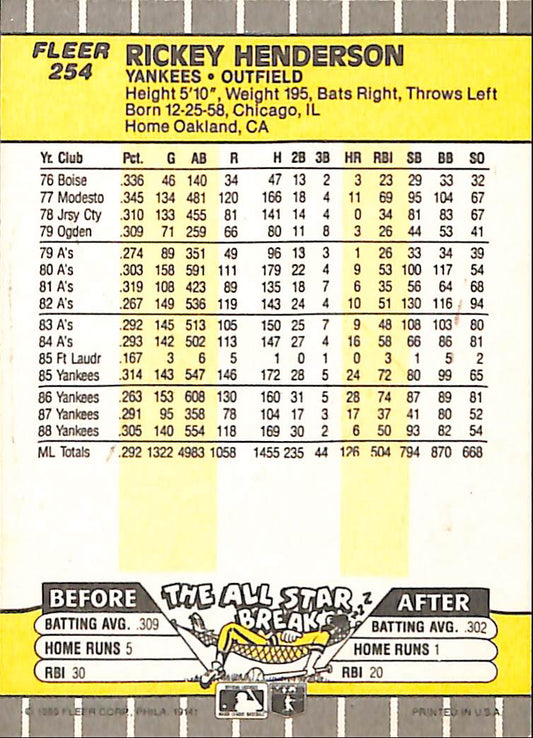 FLEER
254
RICKEY HENDERSON
YANKEES • OUTFIELD
Height 5'10", Weight 195, Bats Right, Throws Left
Born 12-25-58, Chicago, IL
Home Oakland, CA
Yr. Club Pct. G AB R H 2B 3B HR RBI SB BB SO
76 Boise .336 46 140 34 47 13 2 3 23 29 33 32
77 Modesto .345 134 481 120 166 18 4 11 69 95 104 67
78 Jrsy Cty .310 133 455 81 141 14 4 0 34 81 83 67
79 Ogden .309 71 259 66 80 11 8 3 26 44 53 41
79 A's .274 89 351 49 96 13 3 1 26 33 34 39
80 A's .303 158 591 111 179 22 4 9 53 100 117 54
81 A's .319 108 423 89 135 18 7 6 35 56 64 68
82 A's .267 149 536 119 143 24 4 10 51 130 116 94
83 A's .292 145 513 105 150 25 7 9 48 108 103 80
84 A's .293 142 502 113 147 27 4 16 58 66 86 81
85 Ft Laudr .167 3 6 5 1 0 1 0 3 1 5 2
85 Yankees .314 143 547 146 172 28 5 24 72 80 99 65
86 Yankees .263 153 608 130 160 31 5 28 74 87 89 81
87 Yankees .291 95 358 78 104 17 3 17 37 41 80 52
88 Yankees .305 140 554 118 169 30 2 6 50 93 82 54
ML Totals .292 1322 4983 1058 1455 235 44 126 504 794 870 668
THE ALL STAR
BREAK
ZZZ
BEFORE
BATTING AVG. .309
HOME RUNS 5
RBI 30
AFTER
BATTING AVG. .302
HOME RUNS 1
RBI 20
© 1989 FLEER CORP., PHILA. 19141
PRINTED IN U.S.A.